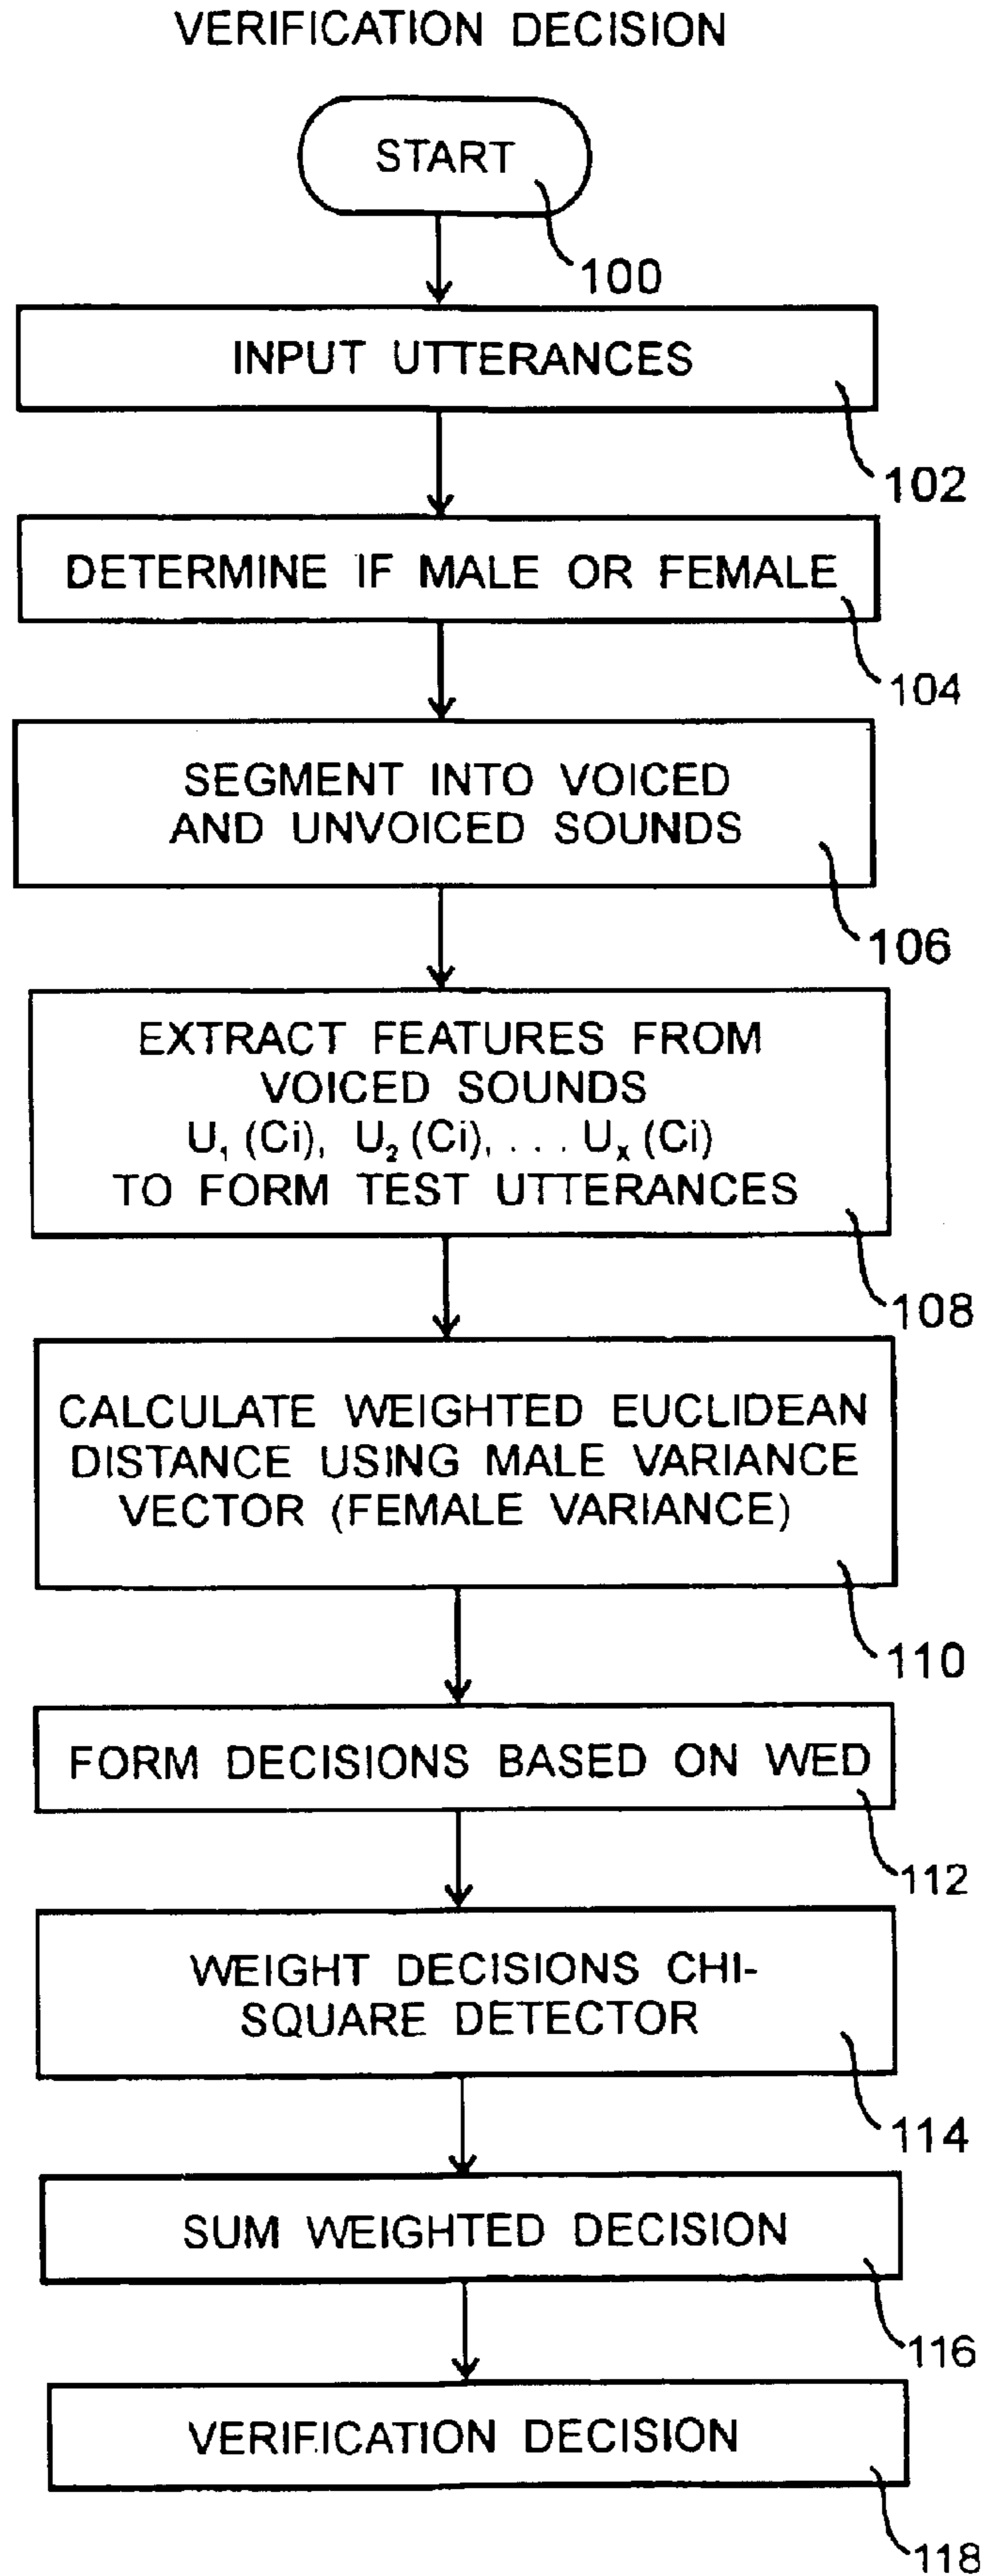 VERIFICATION DECISION
START
100
INPUT UTTERANCES
102
DETERMINE IF MALE OR FEMALE
104
SEGMENT INTO VOICED
AND UNVOICED SOUNDS
106
EXTRACT FEATURES FROM
VOICED SOUNDS
U₁ (Ci), U₂ (Ci), . . . Uₓ (Ci)
TO FORM TEST UTTERANCES
108
CALCULATE WEIGHTED EUCLIDEAN
DISTANCE USING MALE VARIANCE
VECTOR (FEMALE VARIANCE)
110
FORM DECISIONS BASED ON WED
112
WEIGHT DECISIONS CHI-
SQUARE DETECTOR
114
SUM WEIGHTED DECISION
116
VERIFICATION DECISION
118